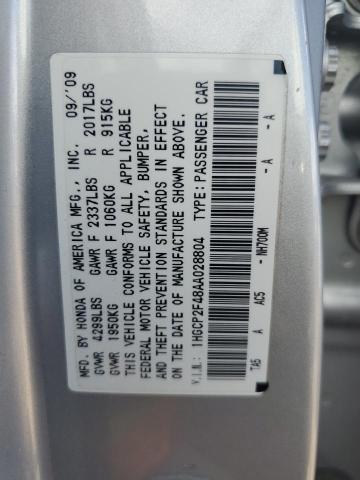 MFD. BY HONDA OF AMERICA MFG., INC. 09/'09
GVWR 4299LBS GAWR F 2337LBS R 2017LBS
GVWR 1950KG GAWR F 1060KG R 915KG
THIS VEHICLE CONFORMS TO ALL APPLICABLE
FEDERAL MOTOR VEHICLE SAFETY, BUMPER,
AND THEFT PREVENTION STANDARDS IN EFFECT
ON THE DATE OF MANUFACTURE SHOWN ABOVE.
V.I.N.: 1HGCP2F48AA028804 TYPE: PASSENGER CAR
TA5 A AC5 - NH700M - A - A